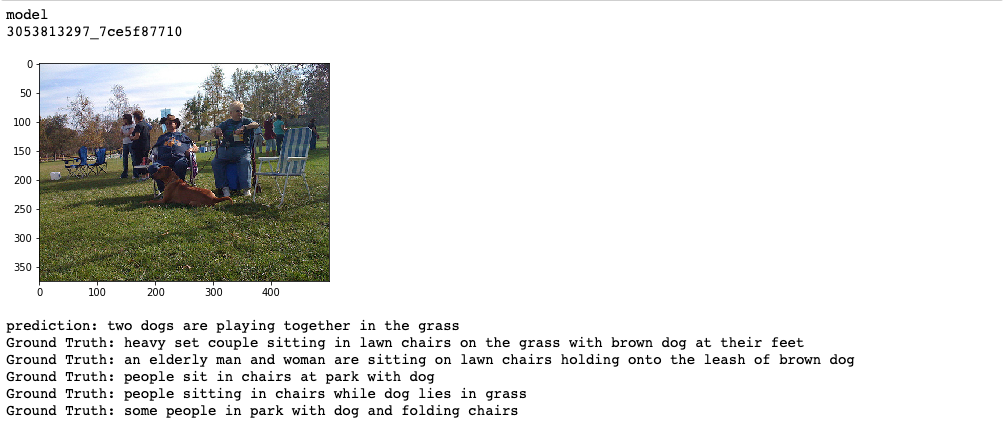 model
3053813297_7ce5f87710
0
50
100
150
200
250
300
350
0 100 200 300 400
prediction: two dogs are playing together in the grass
Ground Truth: heavy set couple sitting in lawn chairs on the grass with brown dog at their feet
Ground Truth: an elderly man and woman are sitting on lawn chairs holding onto the leash of brown dog
Ground Truth: people sit in chairs at park with dog
Ground Truth: people sitting in chairs while dog lies in grass
Ground Truth: some people in park with dog and folding chairs